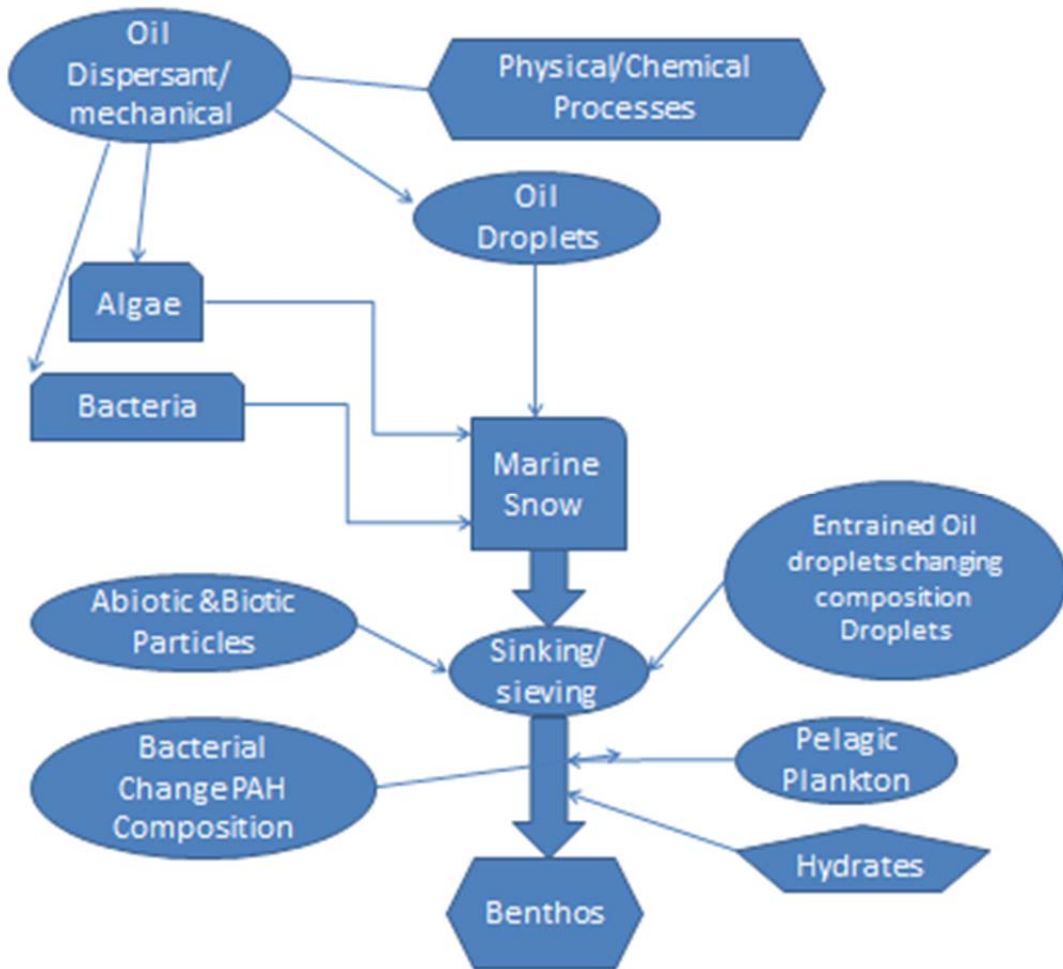 Oil
Dispersant/
mechanical
Physical/Chemical
Processes
Oil
Droplets
Algae
Bacteria
Marine
Snow
Entrained Oil
droplets changing
composition
Droplets
Abiotic &Biotic
Particles
Sinking/
sieving
Bacterial
Change PAH
Composition
Pelagic
Plankton
Hydrates
Benthos